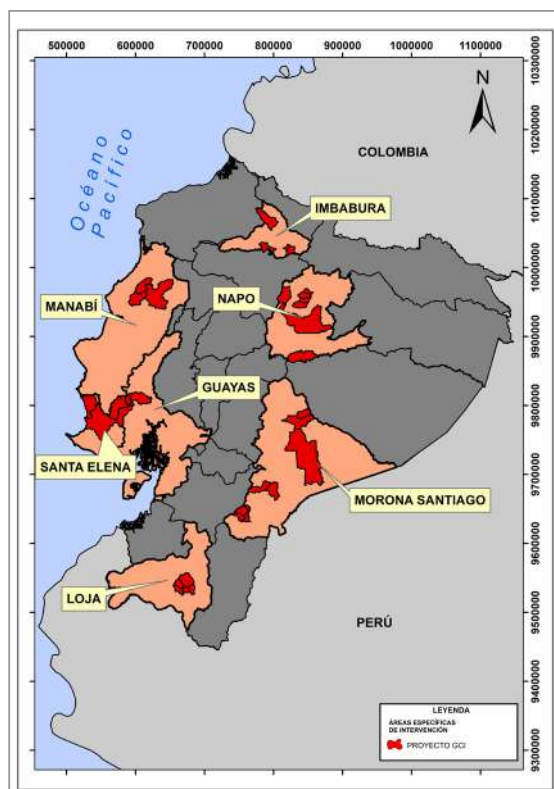 500000 600000 700000 800000 900000 1000000 1100000
10300000
10200000
10100000
10000000
9900000
9800000
9700000
9600000
9500000
9400000
9300000
N
COLOMBIA
Océano
Pacífico
IMBABURA
NAPO
MANABÍ
GUAYAS
SANTA ELENA
MORONA SANTIAGO
LOJA
PERÚ
LEYENDA
ÁREAS ESPECÍFICAS
DE INTERVENCIÓN
PROYECTO GCI